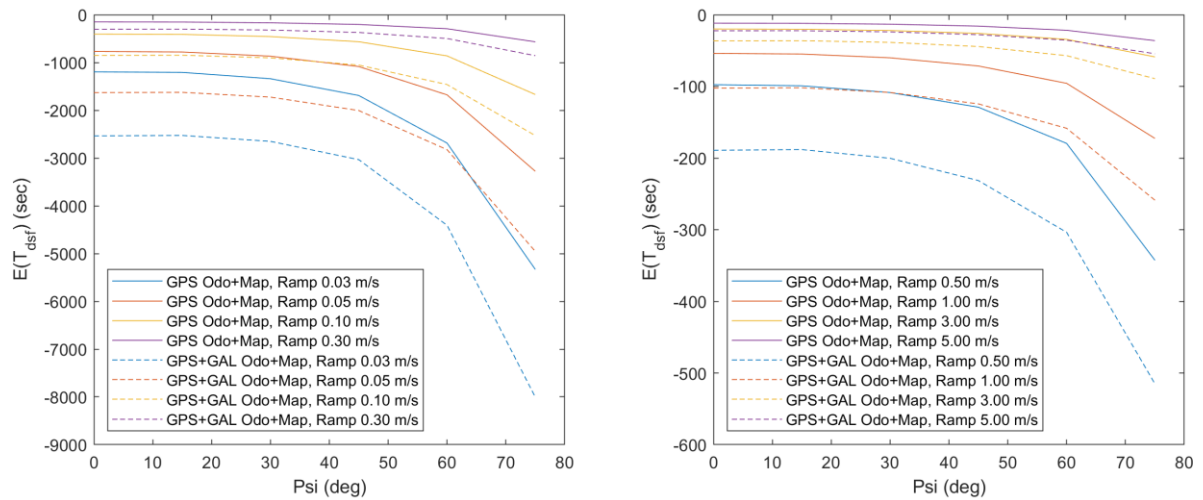 0
-1000
-2000
-3000
-4000
-5000
-6000
-7000
-8000
-9000
E(T_dsf) (sec)
GPS Odo+Map, Ramp 0.03 m/s
GPS Odo+Map, Ramp 0.05 m/s
GPS Odo+Map, Ramp 0.10 m/s
GPS Odo+Map, Ramp 0.30 m/s
GPS+GAL Odo+Map, Ramp 0.03 m/s
GPS+GAL Odo+Map, Ramp 0.05 m/s
GPS+GAL Odo+Map, Ramp 0.10 m/s
GPS+GAL Odo+Map, Ramp 0.30 m/s
0 10 20 30 40 50 60 70 80
Psi (deg)
0
-100
-200
-300
-400
-500
-600
E(T_dsf) (sec)
GPS Odo+Map, Ramp 0.50 m/s
GPS Odo+Map, Ramp 1.00 m/s
GPS Odo+Map, Ramp 3.00 m/s
GPS Odo+Map, Ramp 5.00 m/s
GPS+GAL Odo+Map, Ramp 0.50 m/s
GPS+GAL Odo+Map, Ramp 1.00 m/s
GPS+GAL Odo+Map, Ramp 3.00 m/s
GPS+GAL Odo+Map, Ramp 5.00 m/s
0 10 20 30 40 50 60 70 80
Psi (deg)